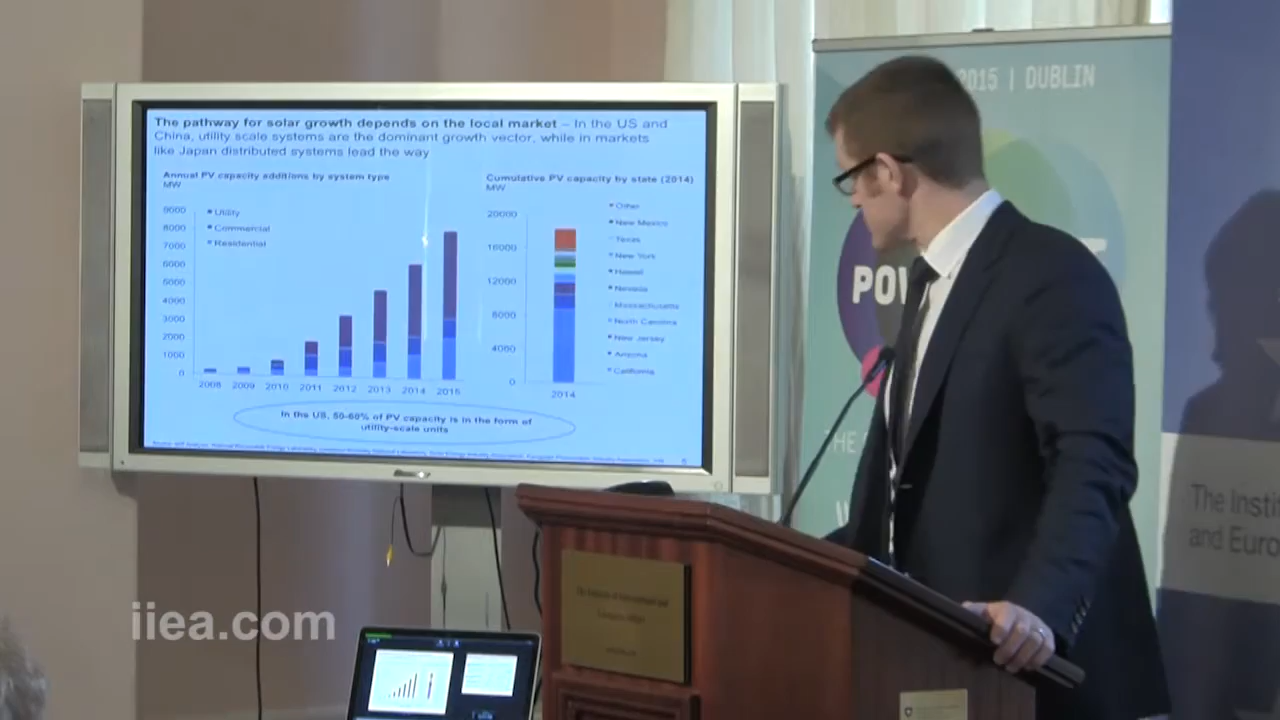 The pathway for solar growth depends on the local market – In the US and
China, utility scale systems are the dominant growth vector, while in markets
like Japan distributed systems lead the way
Annual PV capacity additions by system type
MW
9000
8000
7000
6000
5000
4000
3000
2000
1000
0
Utility
Commercial
Residential
2008 2009 2010 2011 2012 2013 2014 2015
Cumulative PV capacity by state (2014)
MW
20000
16000
12000
8000
4000
0
2014
Other
New Mexico
Texas
New York
Hawaii
Nevada
Massachusetts
North Carolina
New Jersey
Arizona
California
In the US, 50-60% of PV capacity is in the form of
utility-scale units
2015 | DUBLIN
POW
THE
The Insti
and Euro
iiea.com